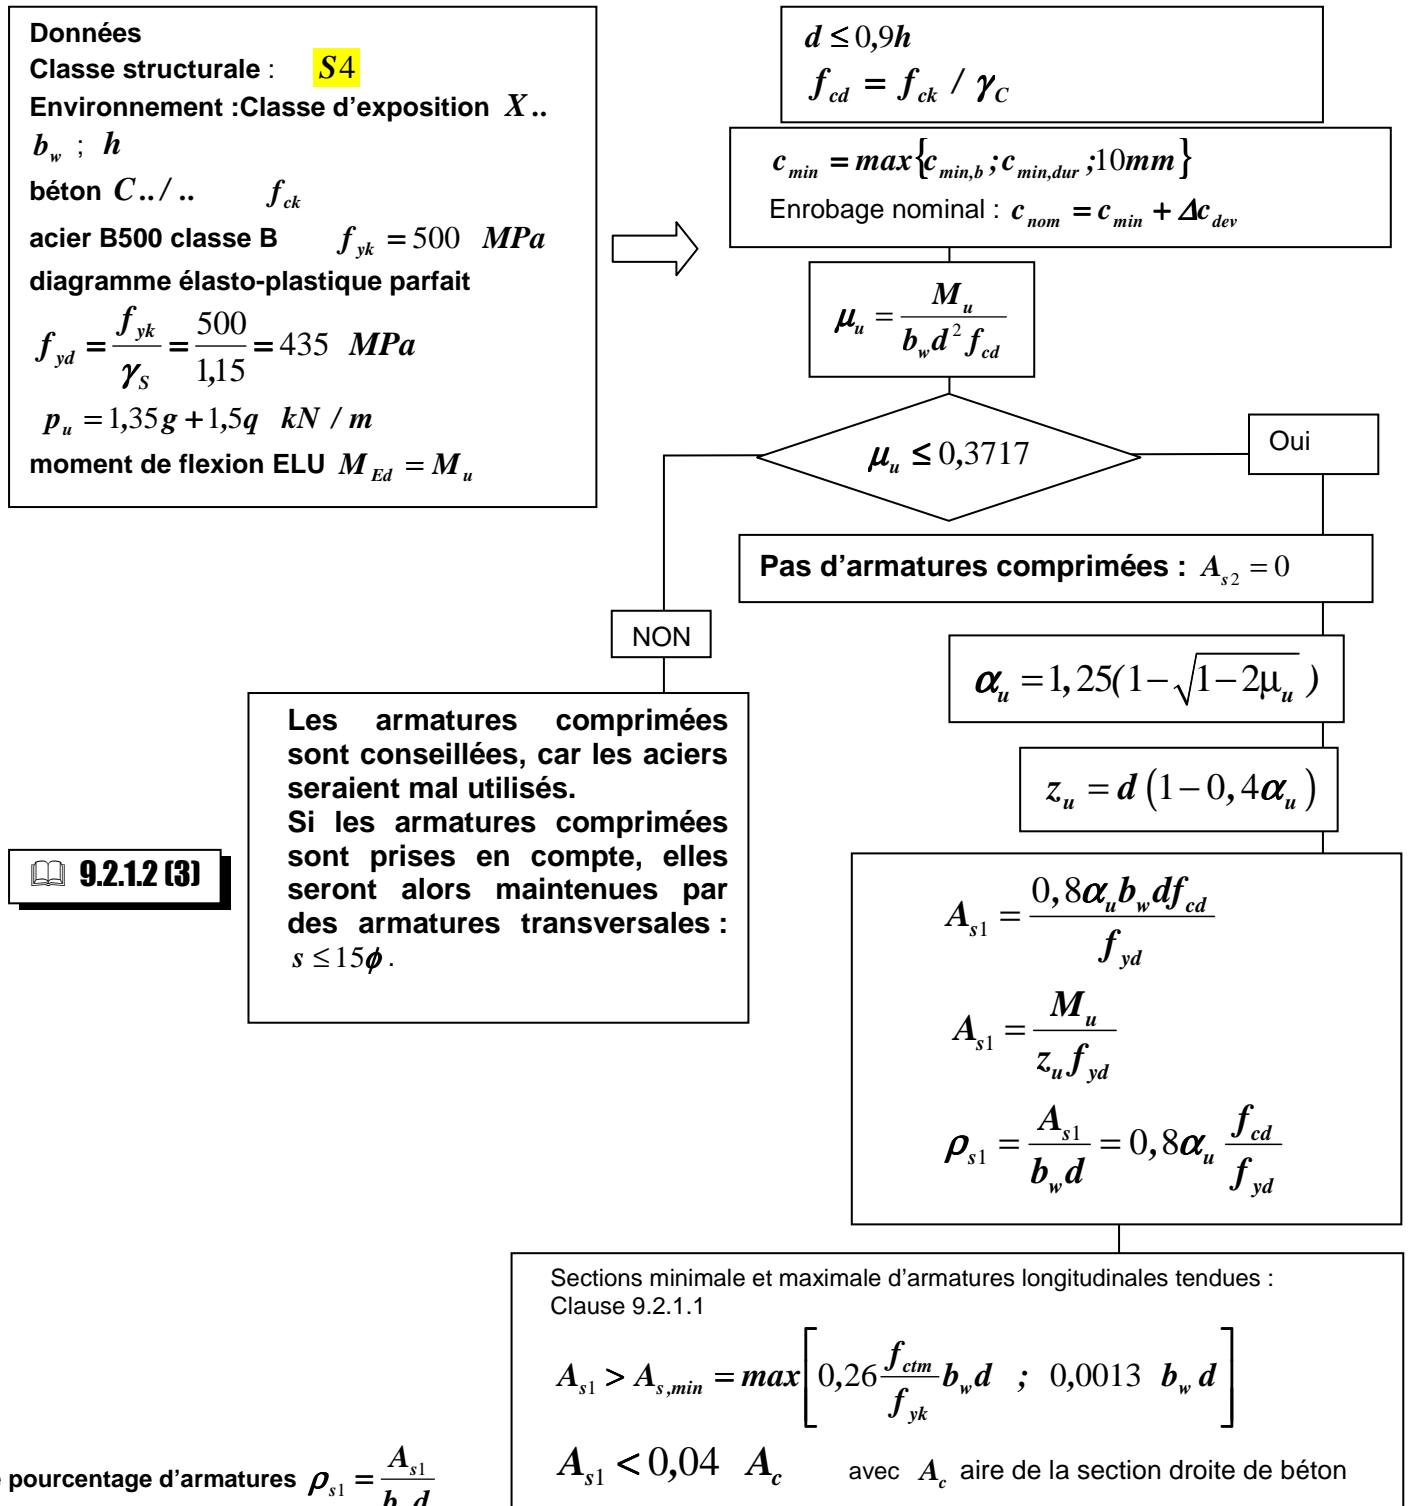 Données
Classe structurale : S4
Environnement :Classe d'exposition X..
b_w ; h
béton C../.. f_ck
acier B500 classe B f_yk = 500 MPa
diagramme élasto-plastique parfait
f_yd = f_yk / γ_S = 500 / 1,15 = 435 MPa
p_u = 1,35g + 1,5q kN / m
moment de flexion ELU M_Ed = M_u
d ≤ 0,9h
f_cd = f_ck / γ_C
c_min = max{c_min,b ; c_min,dur ; 10mm}
Enrobage nominal : c_nom = c_min + Δc_dev
μ_u = M_u / b_w d² f_cd
μ_u ≤ 0,3717
Oui
Pas d'armatures comprimées : A_s2 = 0
α_u = 1,25(1 − √(1 − 2μ_u) )
z_u = d (1 − 0,4α_u)
NON
Les armatures comprimées
sont conseillées, car les aciers
seraient mal utilisés.
Si les armatures comprimées
sont prises en compte, elles
seront alors maintenues par
des armatures transversales :
s ≤ 15ϕ .
🕮 9.2.1.2 (3)
A_s1 = 0,8α_u b_w d f_cd / f_yd
A_s1 = M_u / z_u f_yd
ρ_s1 = A_s1 / b_w d = 0,8α_u f_cd / f_yd
Sections minimale et maximale d'armatures longitudinales tendues :
Clause 9.2.1.1
A_s1 > A_s,min = max[0,26 f_ctm / f_yk b_w d ; 0,0013 b_w d]
A_s1 < 0,04 A_c avec A_c aire de la section droite de béton
pourcentage d'armatures ρ_s1 = A_s1 / b_w d